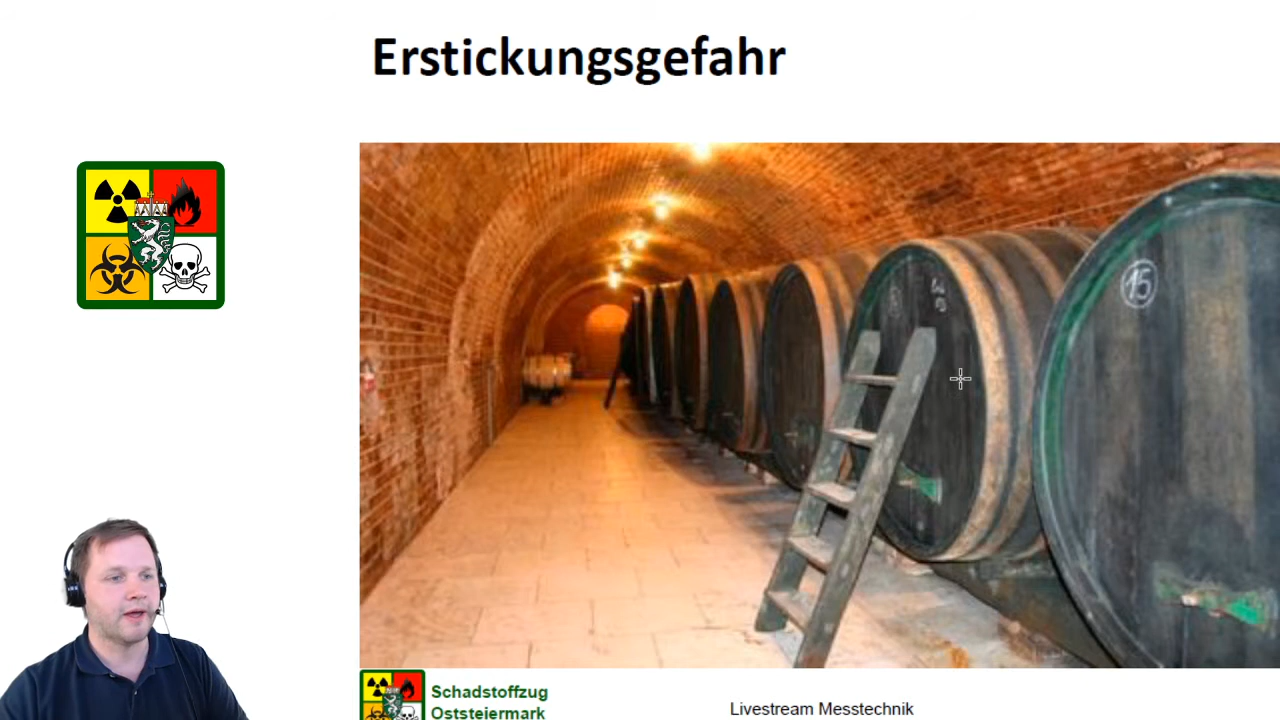 Erstickungsgefahr
15
Schadstoffzug
Oststeiermark
Livestream Messtechnik